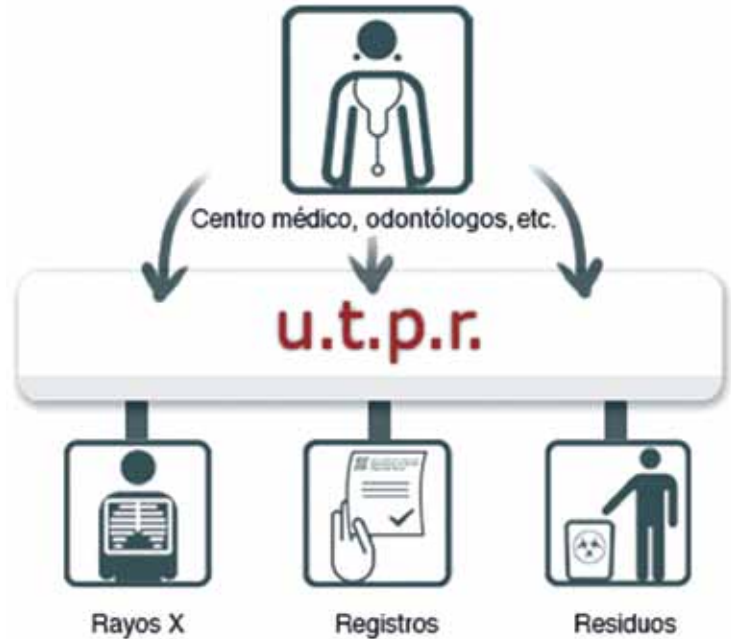 Centro médico, odontólogos, etc.
u.t.p.r.
Rayos X
Registros
Residuos